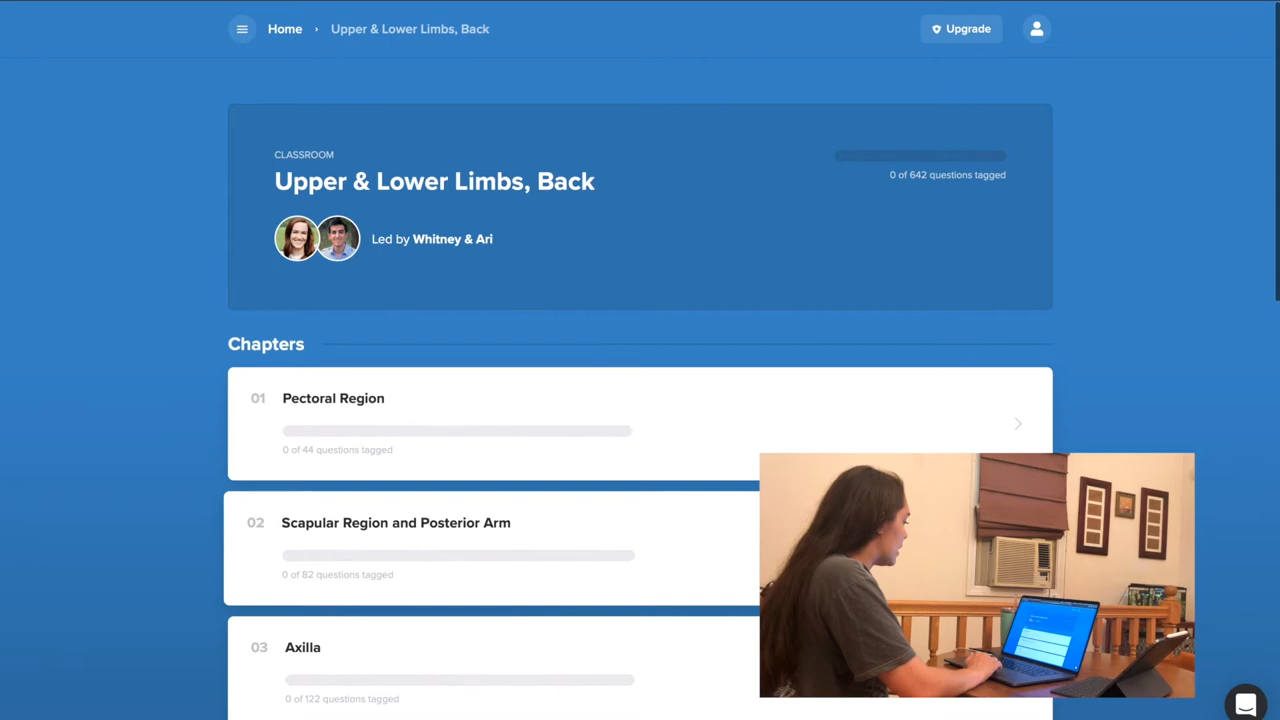 Home › Upper & Lower Limbs, Back
Upgrade
CLASSROOM
Upper & Lower Limbs, Back
0 of 642 questions tagged
Led by Whitney & Ari
Chapters
01 Pectoral Region
0 of 44 questions tagged
02 Scapular Region and Posterior Arm
0 of 82 questions tagged
03 Axilla
0 of 122 questions tagged